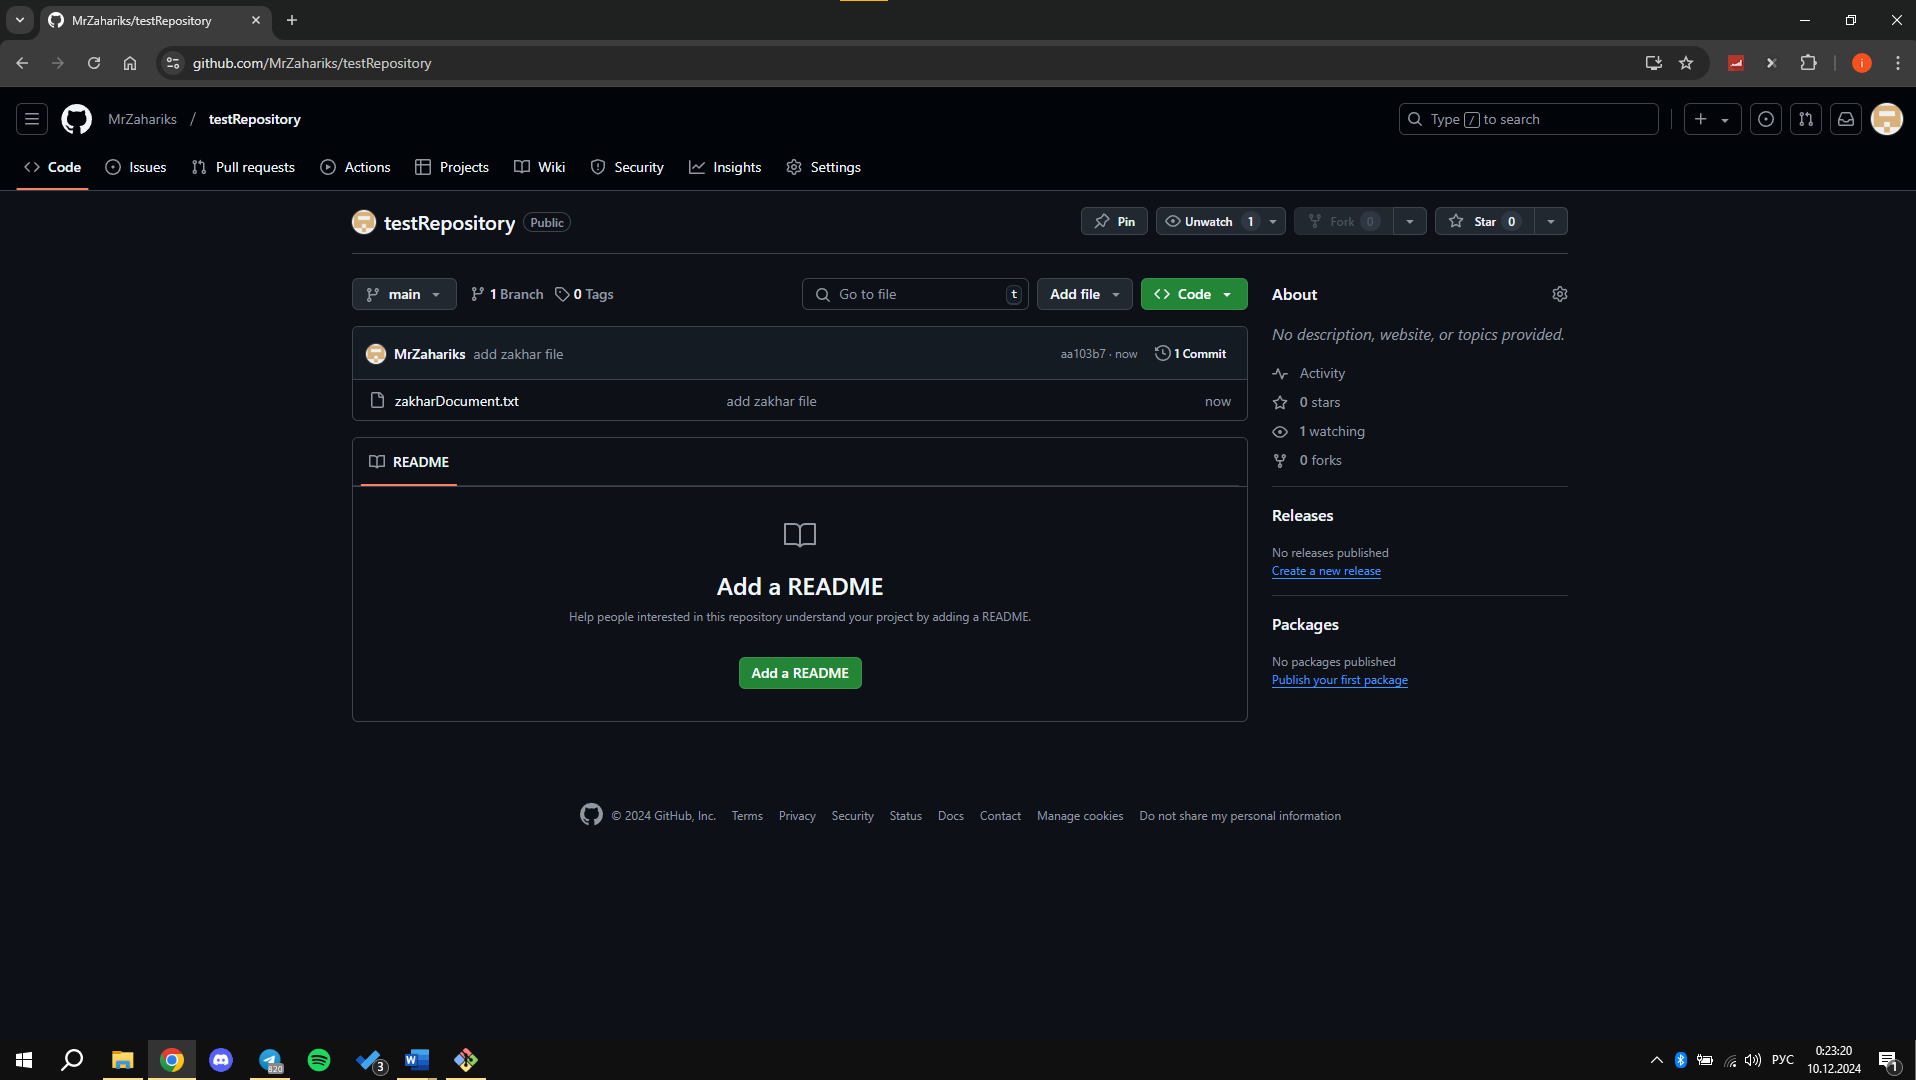 MrZahariks/testRepository
github.com/MrZahariks/testRepository
i
MrZahariks / testRepository
Type / to search
Code Issues Pull requests Actions Projects Wiki Security Insights Settings
testRepository Public
Pin Unwatch 1 Fork 0 Star 0
main 1 Branch 0 Tags Go to file t Add file Code
About
No description, website, or topics provided.
MrZahariks add zakhar file aa103b7 · now 1 Commit
zakharDocument.txt add zakhar file now
Activity
0 stars
1 watching
0 forks
README
Add a README
Help people interested in this repository understand your project by adding a README.
Add a README
Releases
No releases published
Create a new release
Packages
No packages published
Publish your first package
© 2024 GitHub, Inc. Terms Privacy Security Status Docs Contact Manage cookies Do not share my personal information
820
3
W
РУС
0:23:20
10.12.2024
1